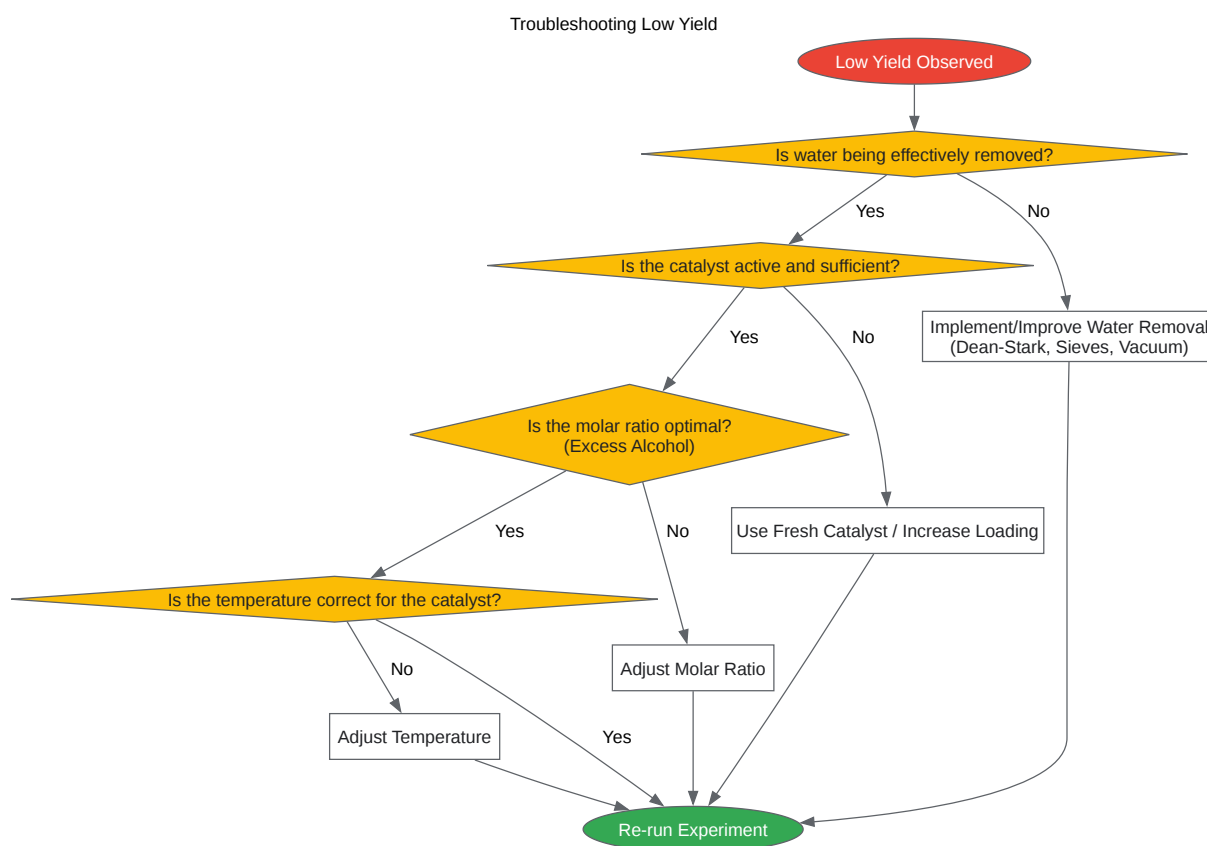 Troubleshooting Low Yield
Low Yield Observed
Is water being effectively removed?
Yes
No
Is the catalyst active and sufficient?
Implement/Improve Water Removal
(Dean-Stark, Sieves, Vacuum)
Yes
No
Is the molar ratio optimal?
(Excess Alcohol)
Yes
No
Use Fresh Catalyst / Increase Loading
Is the temperature correct for the catalyst?
No
Adjust Molar Ratio
Adjust Temperature
Yes
Re-run Experiment